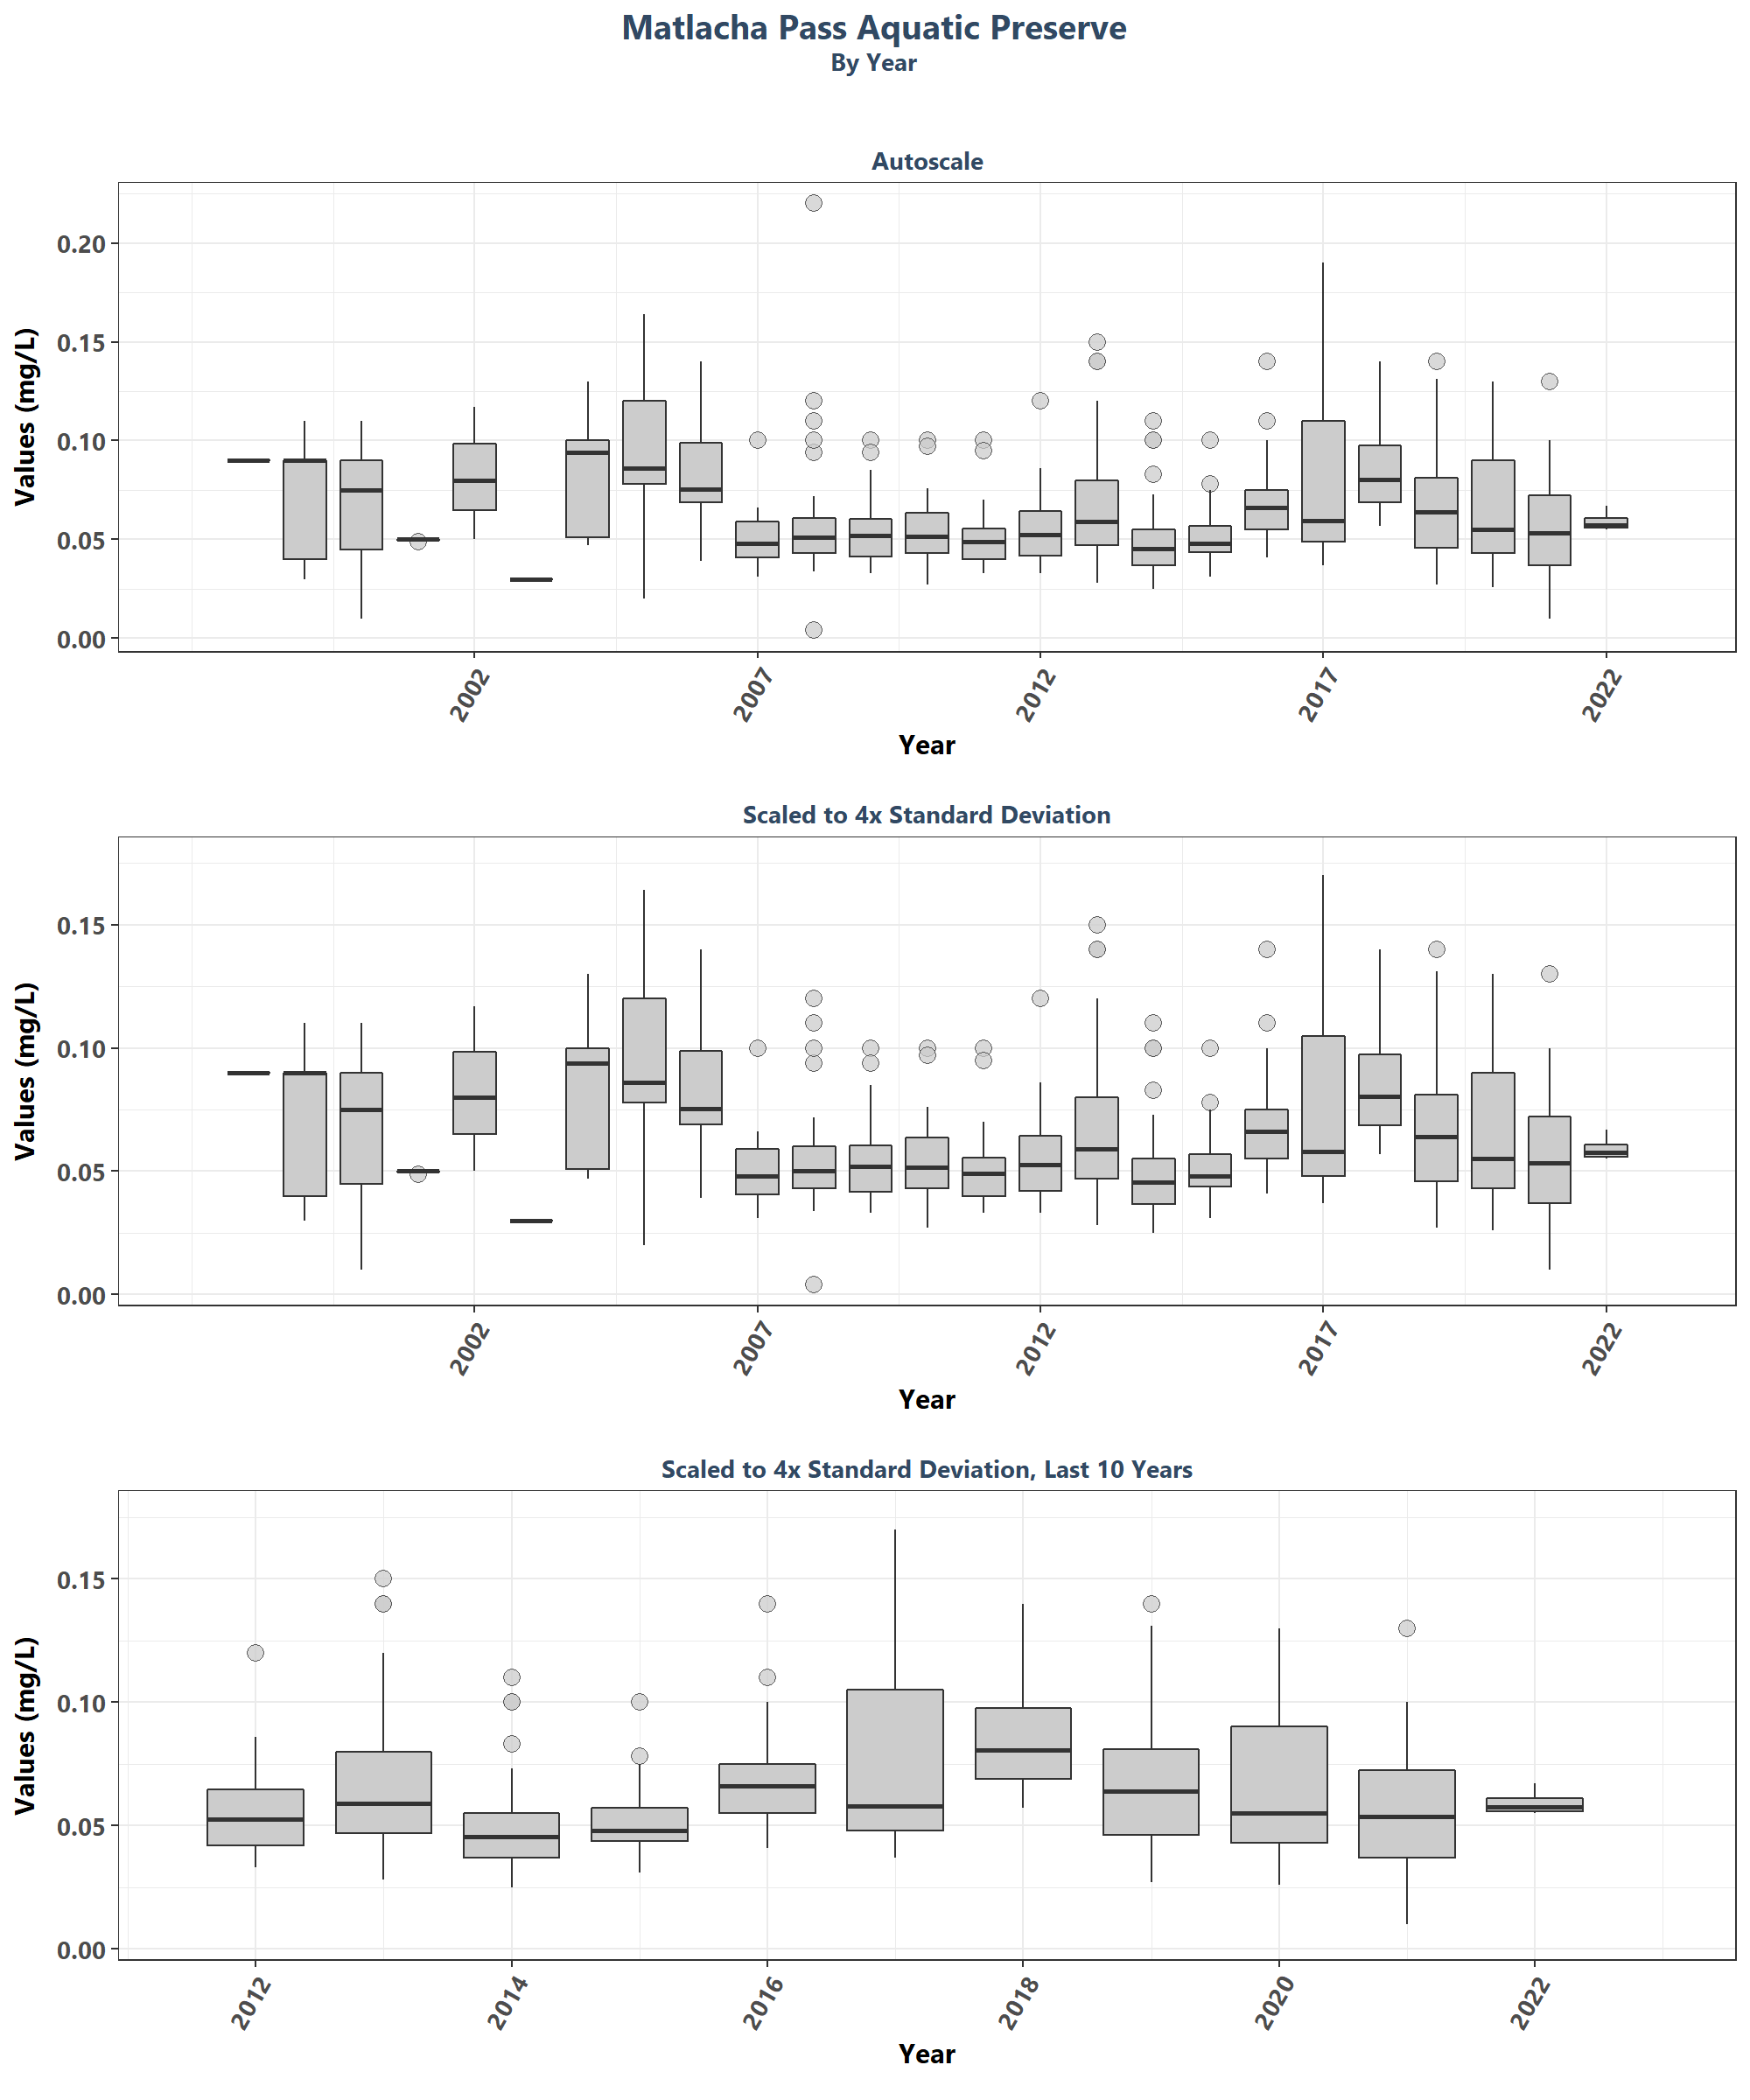 Matlacha Pass Aquatic Preserve
By Year
Autoscale
Values (mg/L)
0.20
0.15
0.10
0.05
0.00
2002
2007
2012
2017
2022
Year
Scaled to 4x Standard Deviation
Values (mg/L)
0.15
0.10
0.05
0.00
2002
2007
2012
2017
2022
Year
Scaled to 4x Standard Deviation, Last 10 Years
Values (mg/L)
0.15
0.10
0.05
0.00
2012
2014
2016
2018
2020
2022
Year